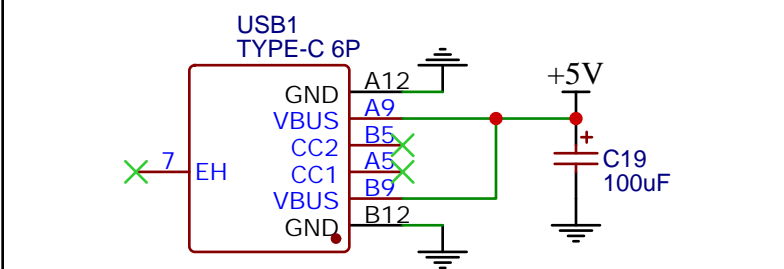 USB1
TYPE-C 6P
GND A12
VBUS A9
CC2 B5
CC1 A5
VBUS B9
GND B12
7 EH
+5V
+
C19
100uF